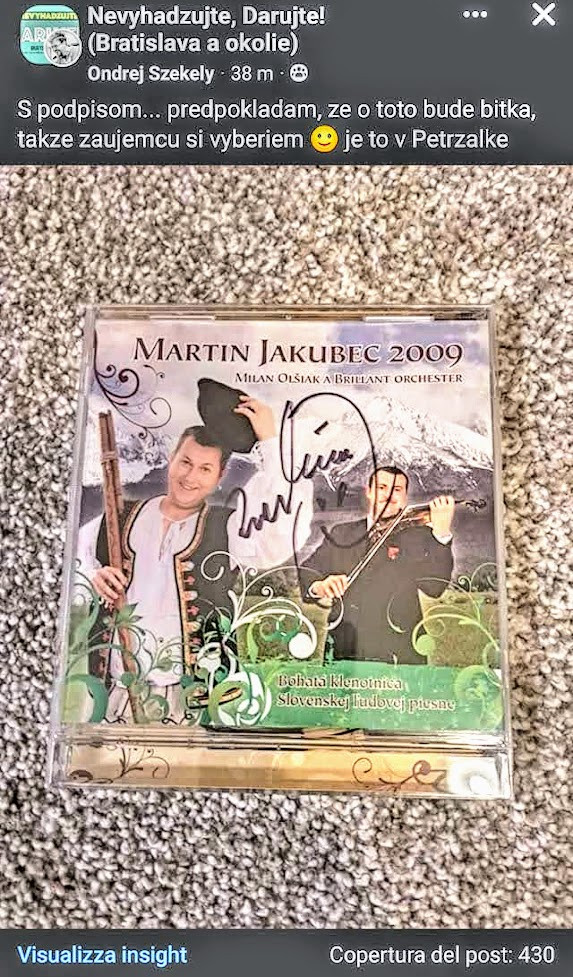 Nevyhadzujte, Darujte!
(Bratislava a okolie)
Ondrej Szekely · 38 m ·
S podpisom... predpokladam, ze o toto bude bitka,
takze zaujemcu si vyberiem 🙂 je to v Petrzalke
MARTIN JAKUBEC 2009
MILAN OLŠIAK A BRILLANT ORCHESTER
Bohatá klenotnica
Slovenskej ľudovej piesne
Visualizza insight
Copertura del post: 430